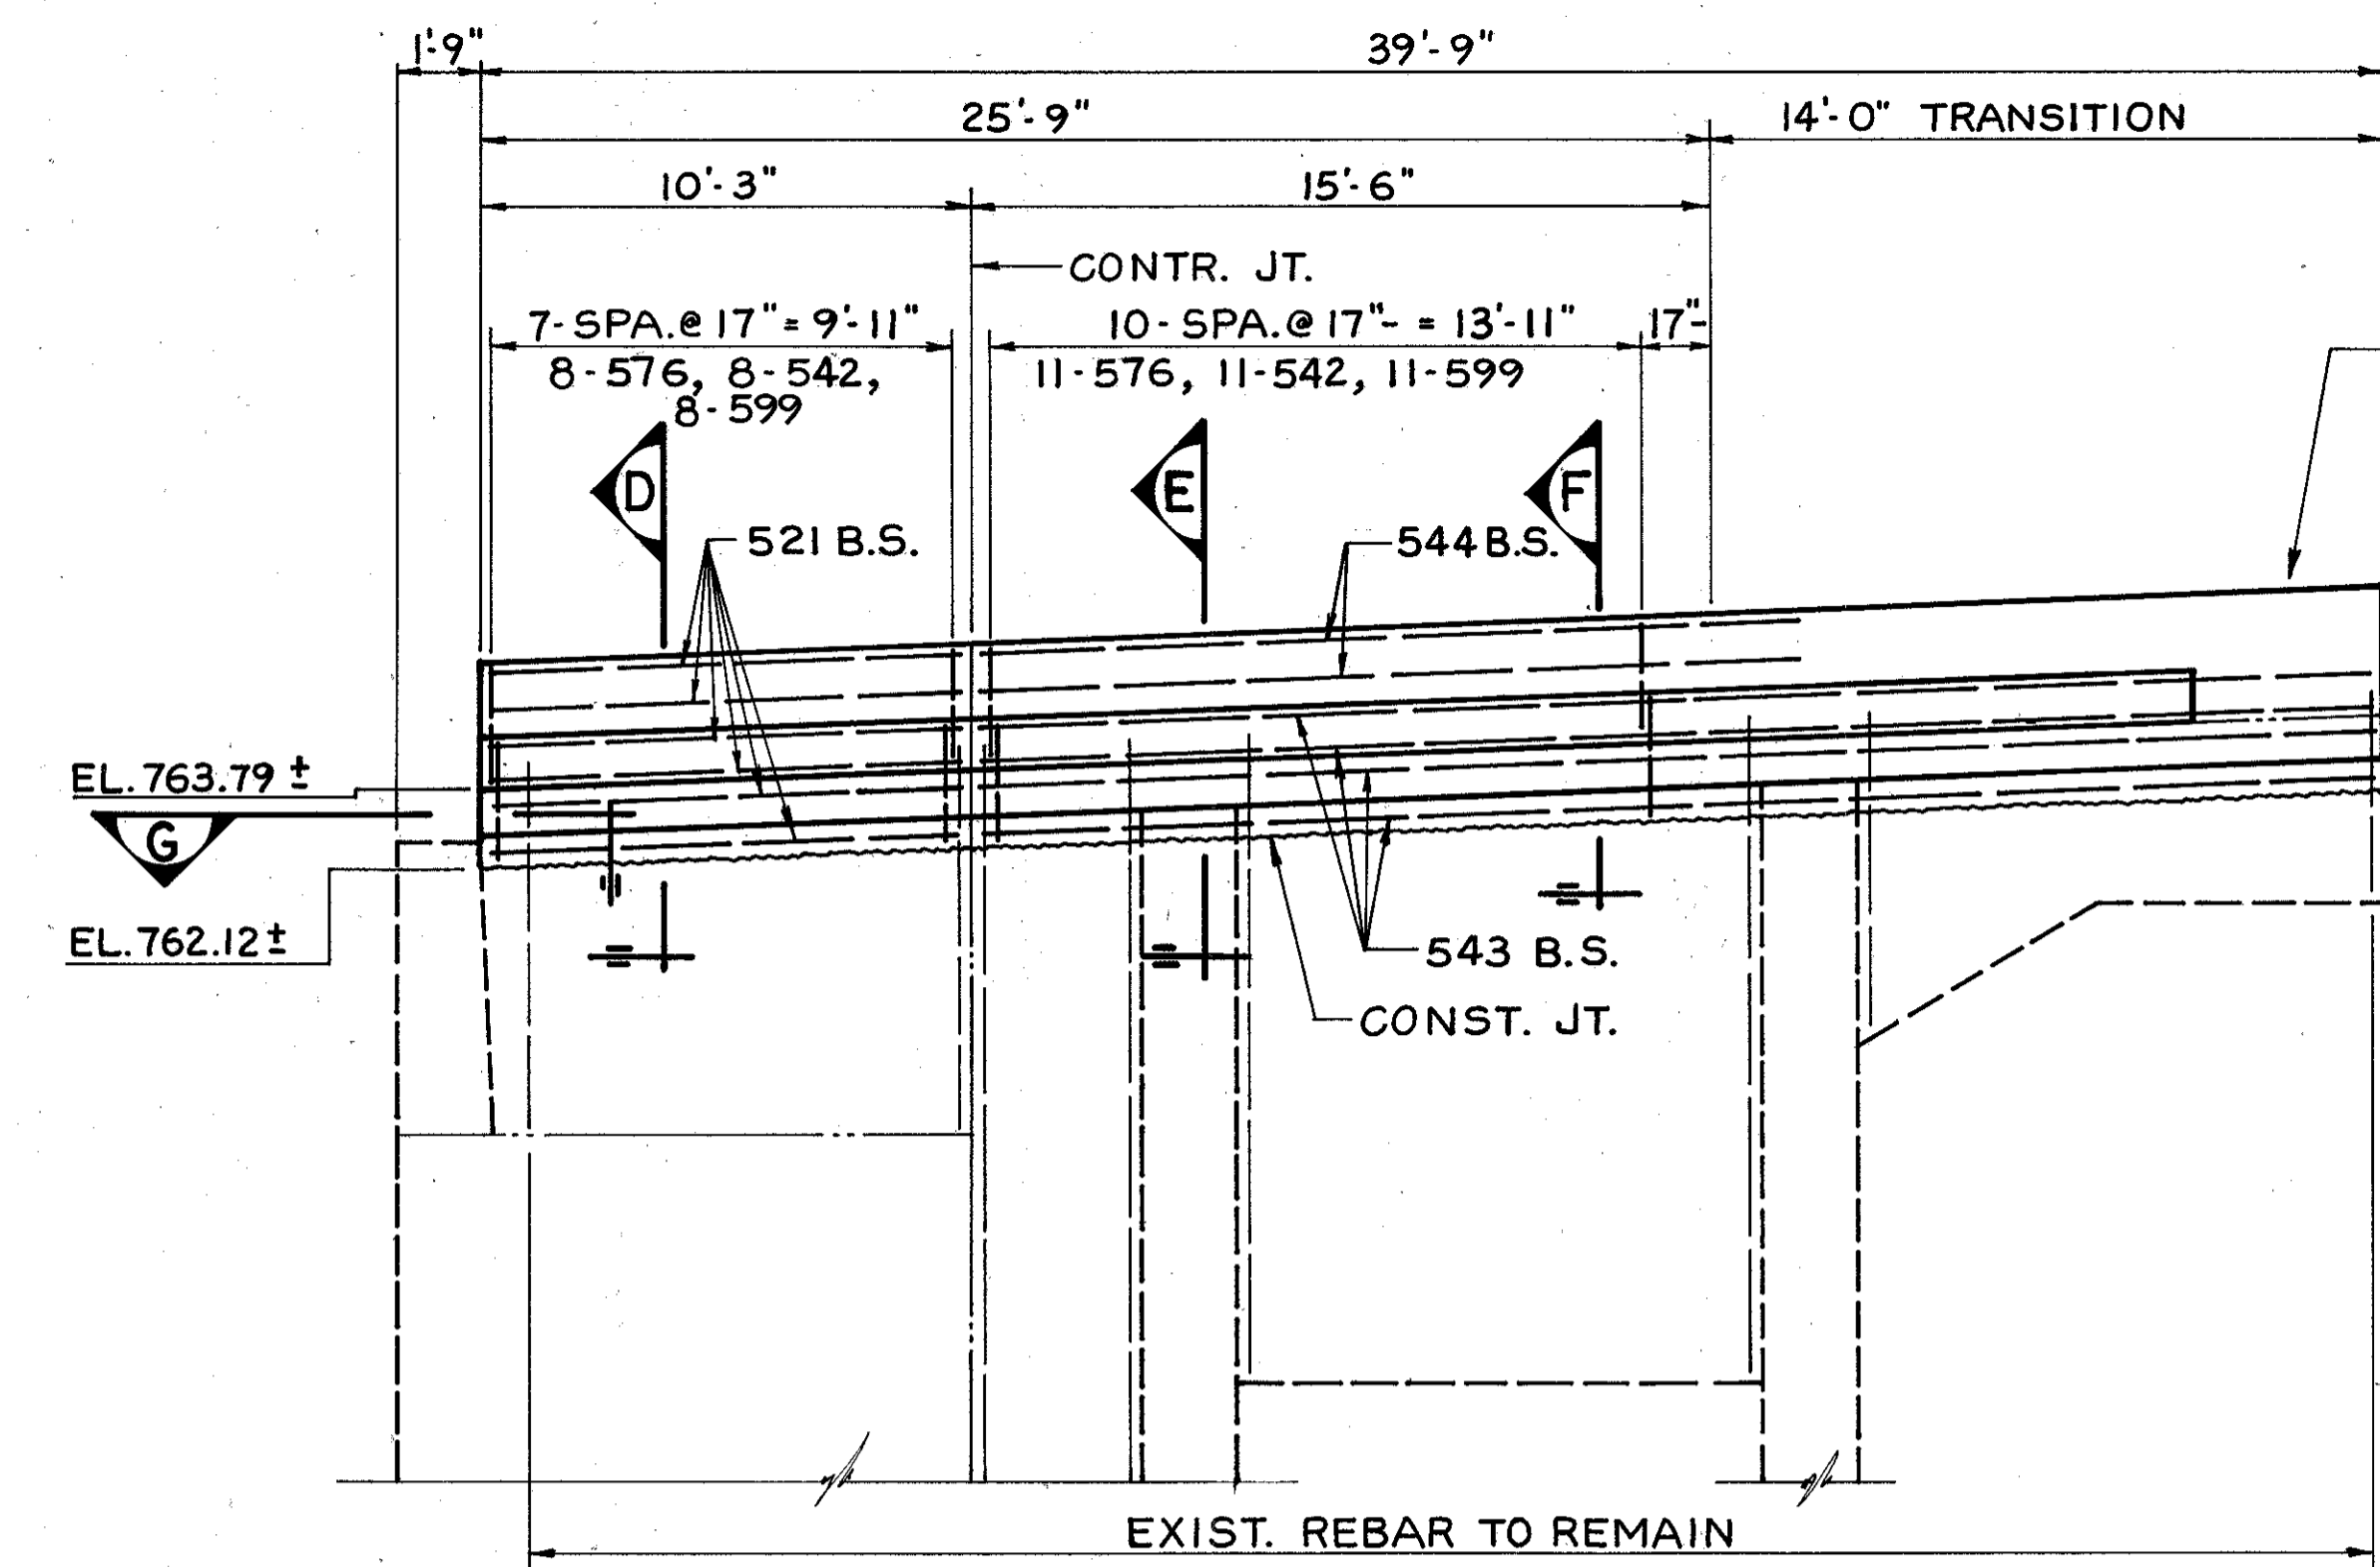 1'-9"
39'-9"
25'-9"
14'-0" TRANSITION
10'-3"
15'-6"
CONTR. JT.
7-SPA.@ 17" = 9'-11"
10-SPA.@ 17"- = 13'-11"
17"-
8-576, 8-542,
8-599
11-576, 11-542, 11-599
D
E
F
521 B.S.
544 B.S.
EL. 763.79 ±
G
EL. 762.12 ±
543 B.S.
CONST. JT.
EXIST. REBAR TO REMAIN